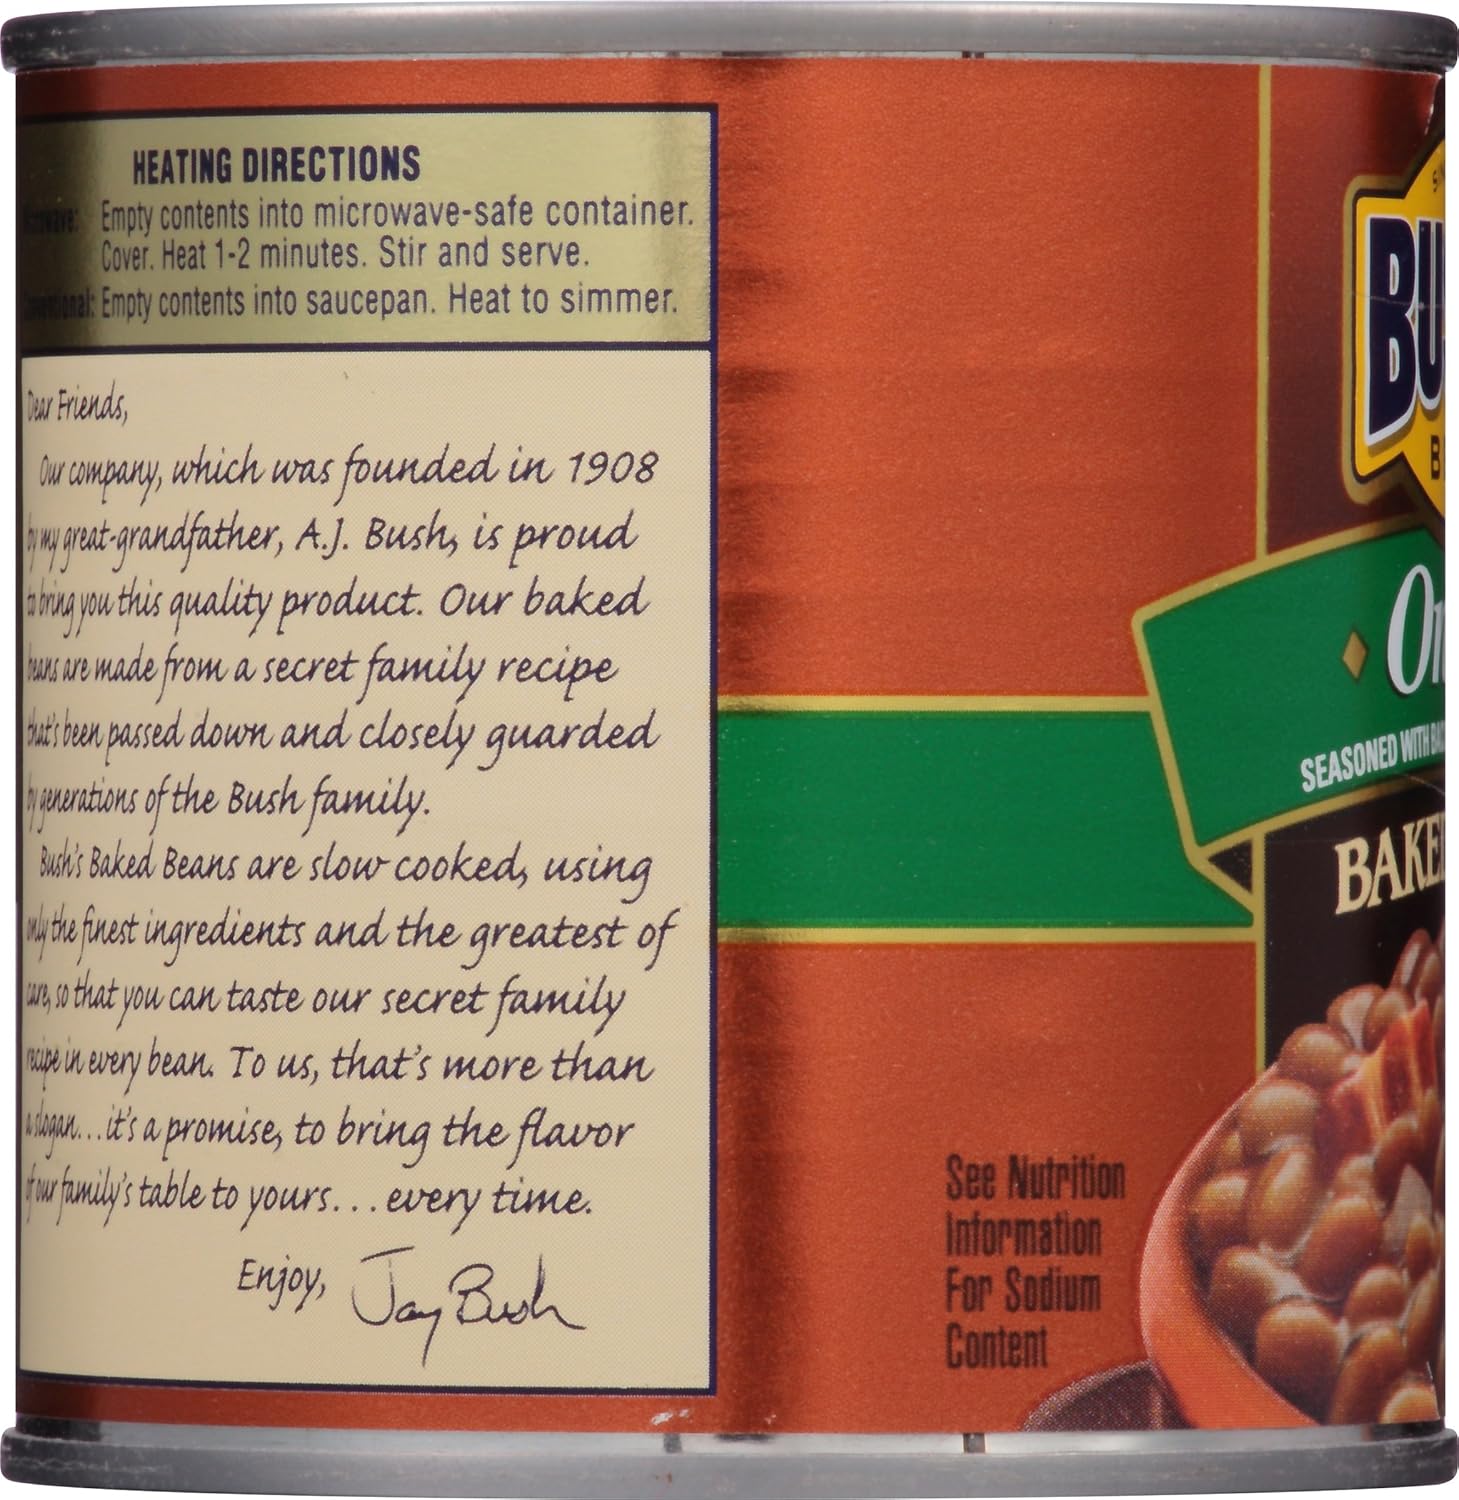 HEATING DIRECTIONS
Empty contents into microwave-safe container.
Cover. Heat 1-2 minutes. Stir and serve.
Empty contents into saucepan. Heat to simmer.
Dear Friends,
Our company, which was founded in 1908
by my great-grandfather, A.J. Bush, is proud
to bring you this quality product. Our baked
beans are made from a secret family recipe
that's been passed down and closely guarded
by generations of the Bush family.
Bush's Baked Beans are slow cooked, using
only the finest ingredients and the greatest of
care, so that you can taste our secret family
recipe in every bean. To us, that's more than
a slogan...it's a promise, to bring the flavor
of our family's table to yours...every time.
Enjoy, Jay Bush
See Nutrition
Information
For Sodium
Content
BU
On
SEASONED WITH BAC
BAKE